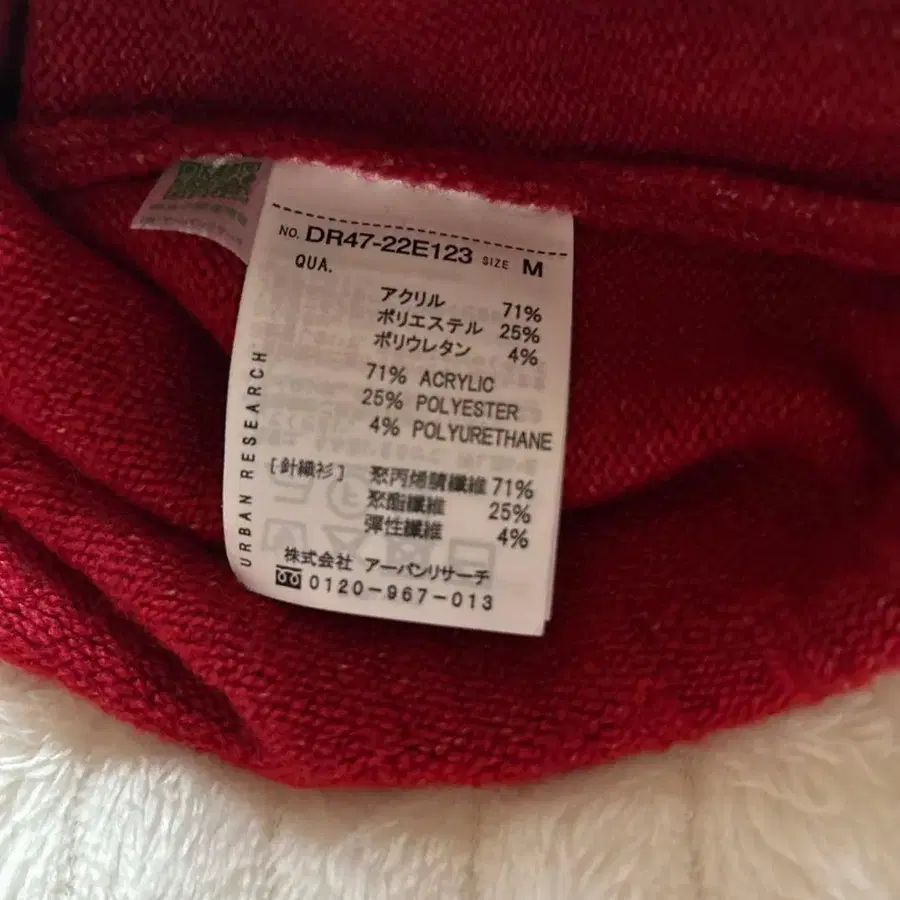 NO. DR47-22E123 SIZE M
QUA.
アクリル 71%
ポリエステル 25%
ポリウレタン 4%
71% ACRYLIC
25% POLYESTER
4% POLYURETHANE
[針織衫] 聚丙烯腈纖維 71%
聚酯纖維 25%
彈性纖維 4%
株式会社 アーバンリサーチ
0120-967-013
URBAN RESEARCH